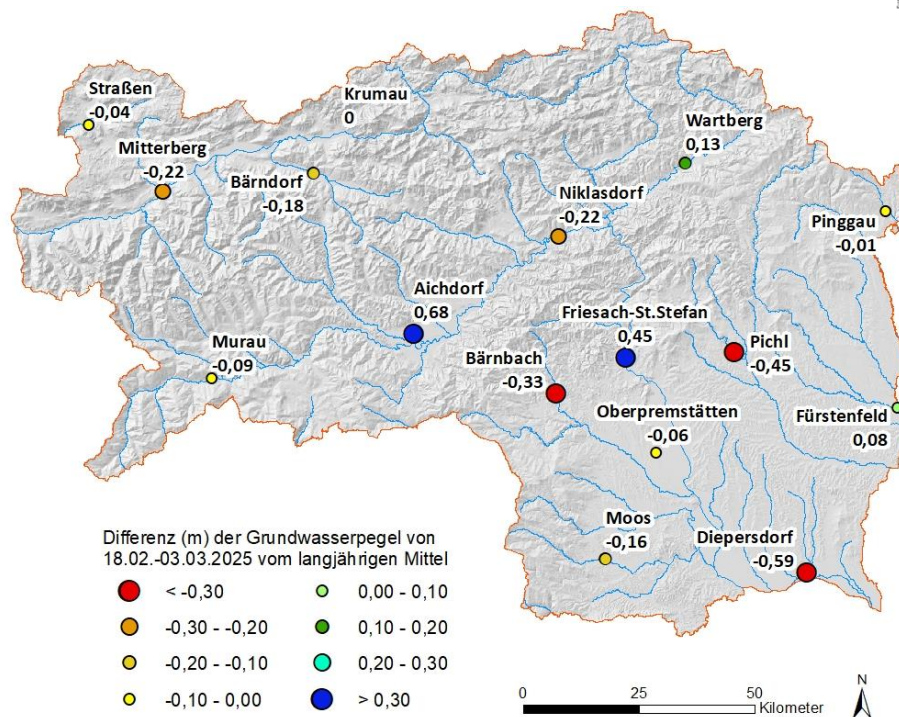 Straßen
-0,04
Krumau
0
Wartberg
0,13
Mitterberg
-0,22
Bärndorf
-0,18
Niklasdorf
-0,22
Pinggau
-0,01
Aichdorf
0,68
Friesach-St.Stefan
0,45
Pichl
-0,45
Murau
-0,09
Bärnbach
-0,33
Oberpremstätten
-0,06
Fürstenfeld
0,08
Moos
-0,16
Diepersdorf
-0,59
Differenz (m) der Grundwasserpegel von
18.02.-03.03.2025 vom langjährigen Mittel
< -0,30
-0,30 - -0,20
-0,20 - -0,10
-0,10 - 0,00
0,00 - 0,10
0,10 - 0,20
0,20 - 0,30
> 0,30
0 25 50
Kilometer
N